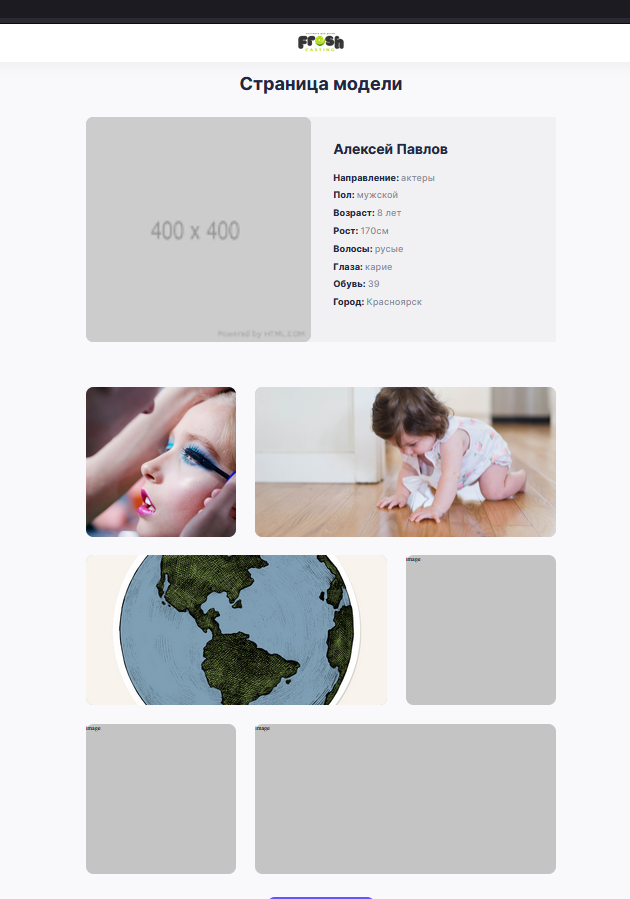 Fresh
CASTING
Страница модели
400 x 400
Powered by HTML.COM
Алексей Павлов
Направление: актеры
Пол: мужской
Возраст: 8 лет
Рост: 170см
Волосы: русые
Глаза: карие
Обувь: 39
Город: Красноярск
image
image
image